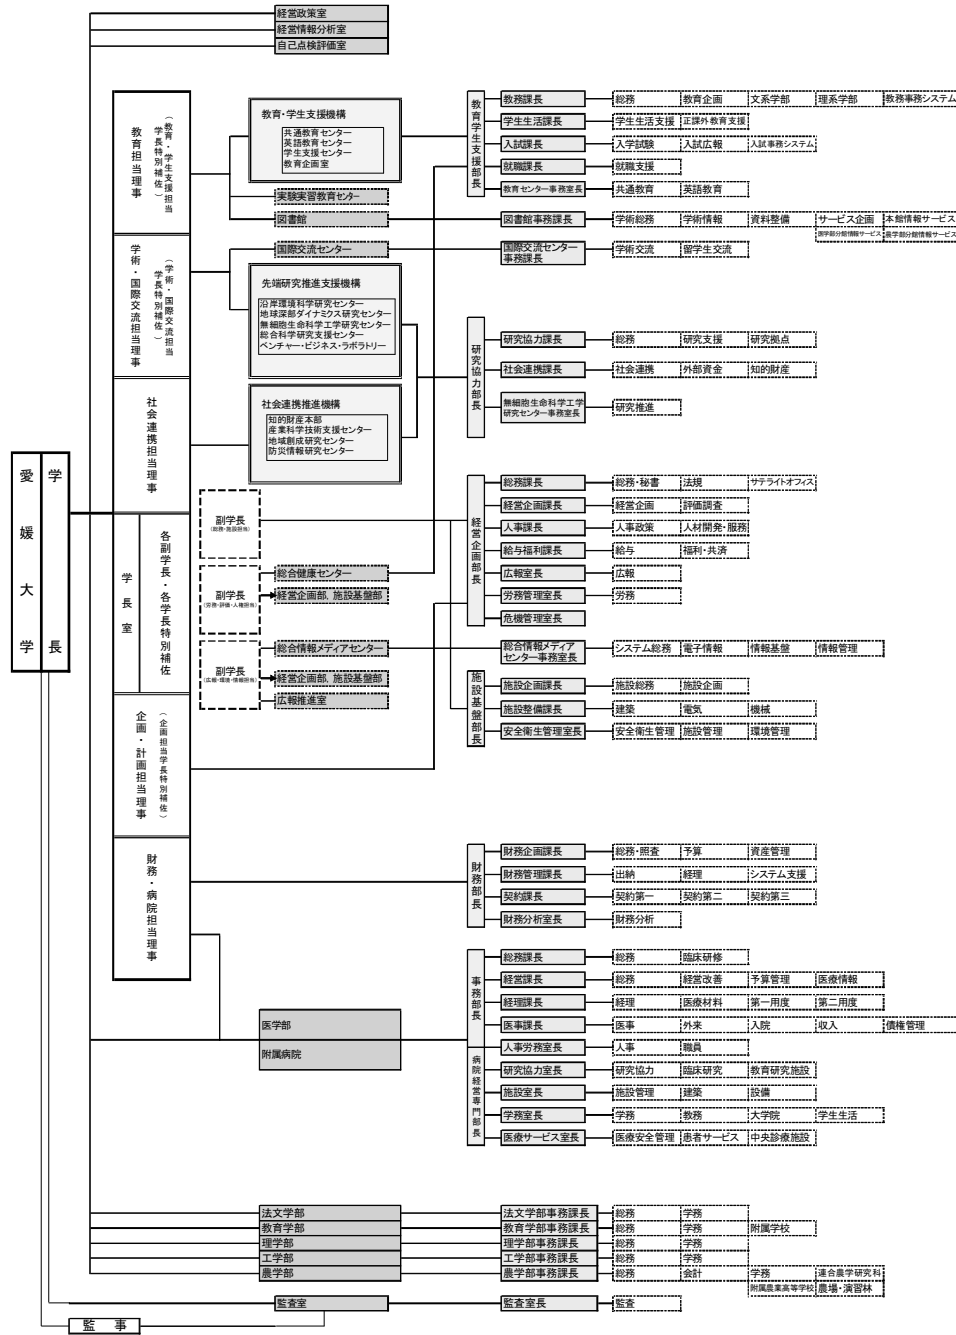 経営政策室
経営情報分析室
自己点検評価室
教育担当理事
（教育・学生支援担当
学長特別補佐）
教育・学生支援機構
共通教育センター
英語教育センター
学生支援センター
教育企画室
実験実習教育センター
図書館
教育学生支援部長
教務課長
総務 教育企画 文系学部 理系学部 教務事務システム
学生生活課長
学生生活支援 正課外教育支援
入試課長
入学試験 入試広報 入試事務システム
就職課長
就職支援
教育センター事務室長
共通教育 英語教育
図書館事務課長
学術総務 学術情報 資料整備 サービス企画 本館情報サービス
医学部分館情報サービス 農学部分館情報サービス
学術・国際交流担当理事
（学術・国際交流担当
学長特別補佐）
国際交流センター
国際交流センター
事務課長
学術交流 留学生交流
先端研究推進支援機構
沿岸環境科学研究センター
地球深部ダイナミクス研究センター
無細胞生命科学工学研究センター
総合科学研究支援センター
ベンチャー・ビジネス・ラボラトリー
研究協力部長
研究協力課長
総務 研究支援 研究拠点
社会連携課長
社会連携 外部資金 知的財産
無細胞生命科学工学
研究センター事務室長
研究推進
社会連携担当理事
社会連携推進機構
知的財産本部
産業科学技術支援センター
地域創成研究センター
防災情報研究センター
愛媛大学
学長
学長室
各副学長・各学長特別補佐
副学長
(総務・施設担当)
副学長
(労務・評価・人権担当)
総合健康センター
経営企画部、施設基盤部
副学長
(広報・環境・情報担当)
総合情報メディアセンター
経営企画部、施設基盤部
広報推進室
経営企画部長
総務課長
総務・秘書 法規 サテライトオフィス
経営企画課長
経営企画 評価調査
人事課長
人事政策 人材開発・服務
給与福利課長
給与 福利・共済
広報室長
広報
労務管理室長
労務
危機管理室長
総合情報メディア
センター事務室長
システム総務 電子情報 情報基盤 情報管理
施設基盤部長
施設企画課長
施設総務 施設企画
施設整備課長
建築 電気 機械
安全衛生管理室長
安全衛生管理 施設管理 環境管理
企画・計画担当理事
（企画担当学長特別補佐）
財務・病院担当理事
財務部長
財務企画課長
総務・照査 予算 資産管理
財務管理課長
出納 経理 システム支援
契約課長
契約第一 契約第二 契約第三
財務分析室長
財務分析
医学部
附属病院
事務部長
病院経営専門部長
総務課長
総務 臨床研修
経営課長
総務 経営改善 予算管理 医療情報
経理課長
経理 医療材料 第一用度 第二用度
医事課長
医事 外来 入院 収入 債権管理
人事労務室長
人事 職員
研究協力室長
研究協力 臨床研究 教育研究施設
施設室長
施設管理 建築 設備
学務室長
学務 教務 大学院 学生生活
医療サービス室長
医療安全管理 患者サービス 中央診療施設
法文学部
法文学部事務課長
総務 学務
教育学部
教育学部事務課長
総務 学務 附属学校
理学部
理学部事務課長
総務 学務
工学部
工学部事務課長
総務 学務
農学部
農学部事務課長
総務 会計 学務 連合農学研究科
附属農業高等学校 農場・演習林
監査室
監査室長
監査
監事